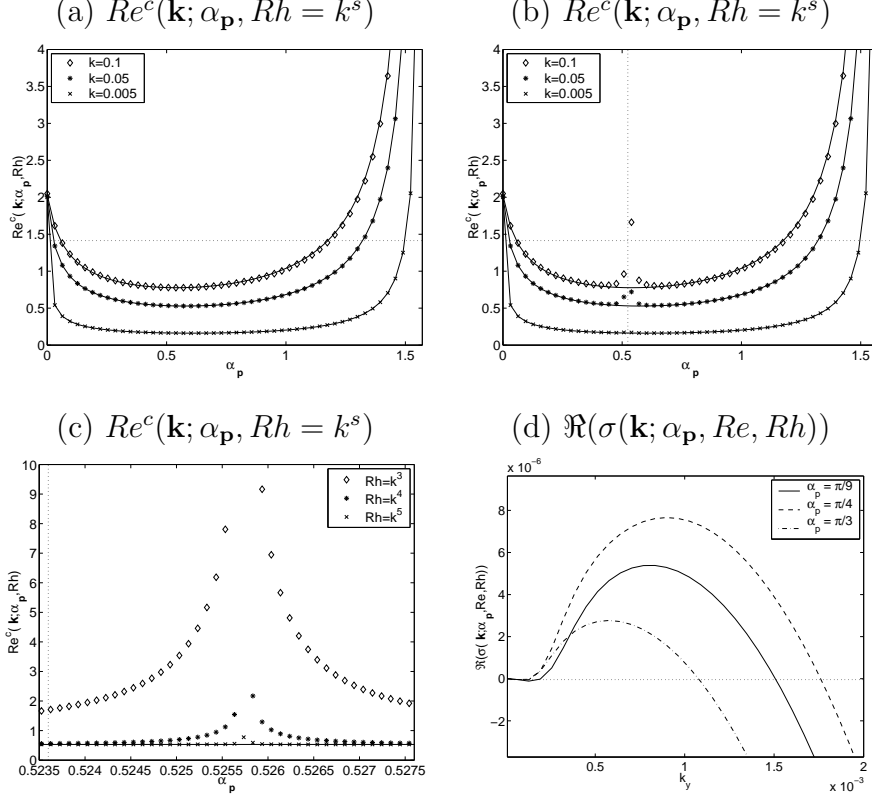 (a) Re^c(k; α_p, Rh = k^s)
4
3.5
3
2.5
2
1.5
1
0.5
0
k=0.1
k=0.05
k=0.005
Re^c( k;α_p,Rh)
0 0.5 1 1.5
α_p
(b) Re^c(k; α_p, Rh = k^s)
4
3.5
3
2.5
2
1.5
1
0.5
0
k=0.1
k=0.05
k=0.005
Re^c( k;α_p,Rh)
0 0.5 1 1.5
α_p
(c) Re^c(k; α_p, Rh = k^s)
10
9
8
7
6
5
4
3
2
1
0
Rh=k^3
Rh=k^4
Rh=k^5
Re^c( k;α_p,Rh)
0.5235 0.524 0.5245 0.525 0.5255 0.526 0.5265 0.527 0.5275
α_p
(d) ℜ(σ(k; α_p, Re, Rh))
x 10^−6
8
6
4
2
0
−2
α_p = π/9
α_p = π/4
α_p = π/3
ℜ(σ( k;α_p,Re,Rh))
0.5 1 1.5 2
k_y
x 10^−3